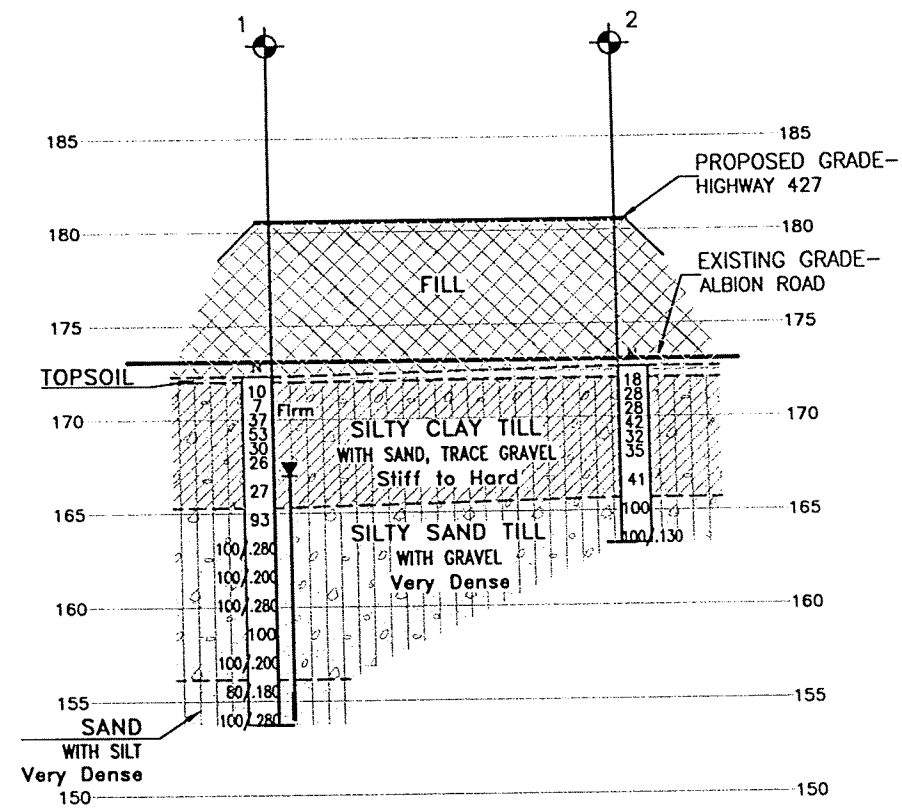 1
2
185
185
PROPOSED GRADE-
HIGHWAY 427
180
180
EXISTING GRADE-
ALBION ROAD
FILL
175
175
N
N
TOPSOIL
10
7
37
53
30
26
27
93
100/.280
100/.200
100/.280
100
100/.200
80/.180
100/.280
Firm
18
28
28
42
32
35
41
100
100/.130
170
170
SILTY CLAY TILL
WITH SAND, TRACE GRAVEL
Stiff to Hard
165
165
SILTY SAND TILL
WITH GRAVEL
Very Dense
160
160
155
155
SAND
WITH SILT
Very Dense
150
150